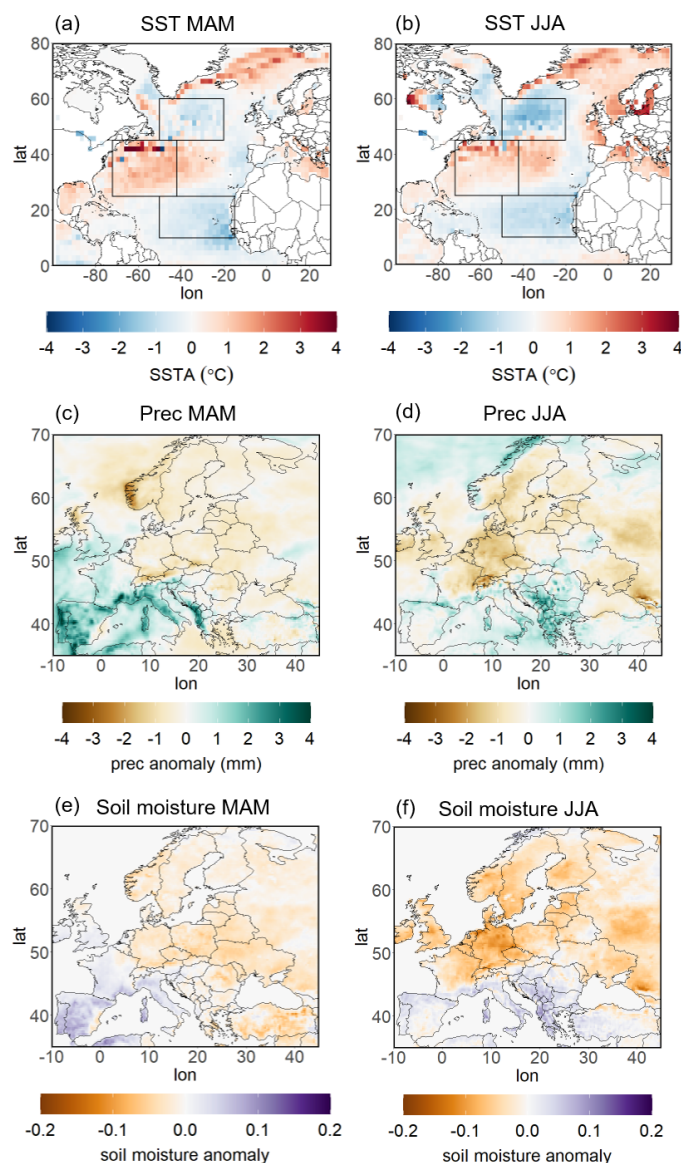 (a) SST MAM
(b) SST JJA
80
60
lat
40
20
0
-80 -60 -40 -20 0 20
lon
80
60
lat
40
20
0
-80 -60 -40 -20 0 20
lon
-4 -3 -2 -1 0 1 2 3 4
SSTA (°C)
-4 -3 -2 -1 0 1 2 3 4
SSTA (°C)
(c) Prec MAM
(d) Prec JJA
70
60
lat
50
40
-10 0 10 20 30 40
lon
70
60
lat
50
40
-10 0 10 20 30 40
lon
-4 -3 -2 -1 0 1 2 3 4
prec anomaly (mm)
-4 -3 -2 -1 0 1 2 3 4
prec anomaly (mm)
(e) Soil moisture MAM
(f) Soil moisture JJA
70
60
lat
50
40
-10 0 10 20 30 40
lon
70
60
lat
50
40
-10 0 10 20 30 40
lon
-0.2 -0.1 0.0 0.1 0.2
soil moisture anomaly
-0.2 -0.1 0.0 0.1 0.2
soil moisture anomaly